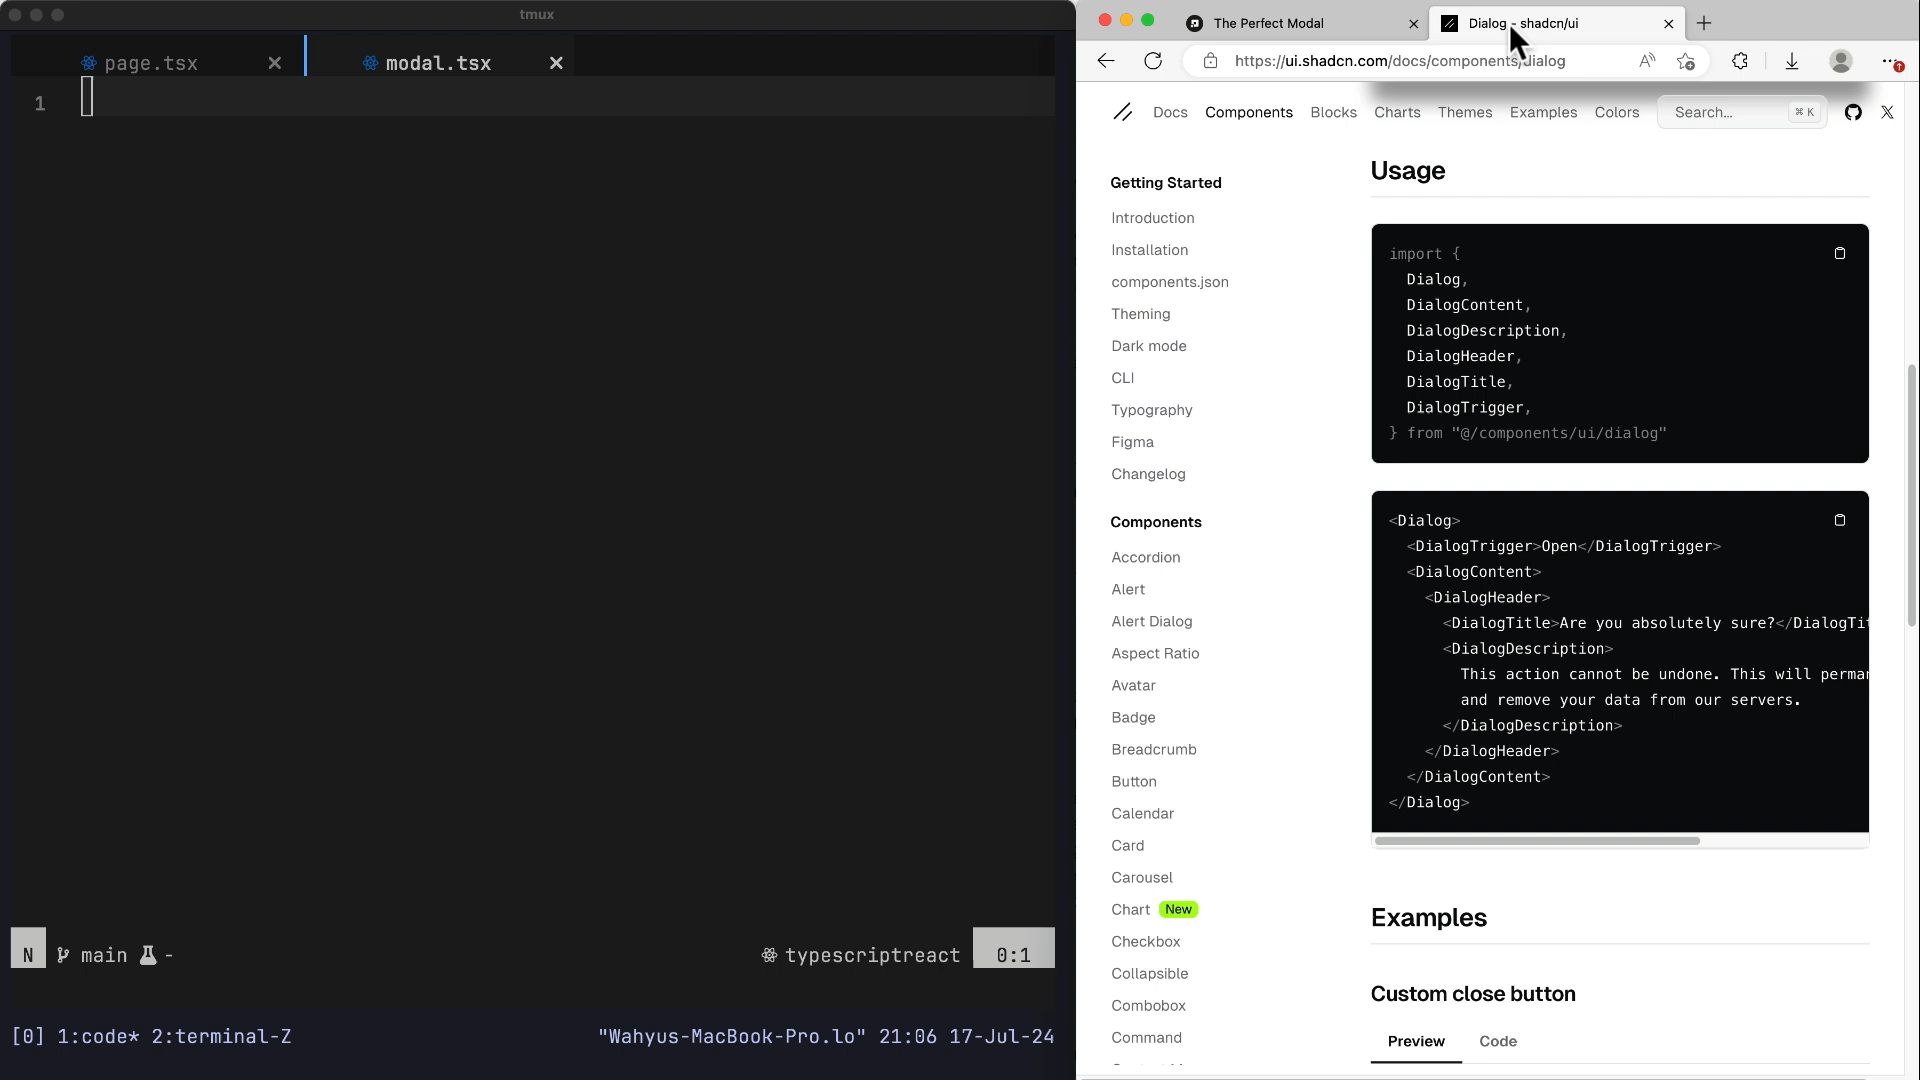 tmux
page.tsx
modal.tsx
1
N main -
typescriptreact 0:1
[0] 1:code* 2:terminal-Z "Wahyus-MacBook-Pro.lo" 21:06 17-Jul-24
The Perfect Modal
Dialog - shadcn/ui
https://ui.shadcn.com/docs/components/dialog
Docs Components Blocks Charts Themes Examples Colors Search... ⌘ K
Getting Started
Introduction
Installation
components.json
Theming
Dark mode
CLI
Typography
Figma
Changelog
Components
Accordion
Alert
Alert Dialog
Aspect Ratio
Avatar
Badge
Breadcrumb
Button
Calendar
Card
Carousel
Chart New
Checkbox
Collapsible
Combobox
Command
Usage
import {
Dialog,
DialogContent,
DialogDescription,
DialogHeader,
DialogTitle,
DialogTrigger,
} from "@/components/ui/dialog"
<Dialog>
<DialogTrigger>Open</DialogTrigger>
<DialogContent>
<DialogHeader>
<DialogTitle>Are you absolutely sure?</DialogTit
<DialogDescription>
This action cannot be undone. This will perma
and remove your data from our servers.
</DialogDescription>
</DialogHeader>
</DialogContent>
</Dialog>
Examples
Custom close button
Preview Code